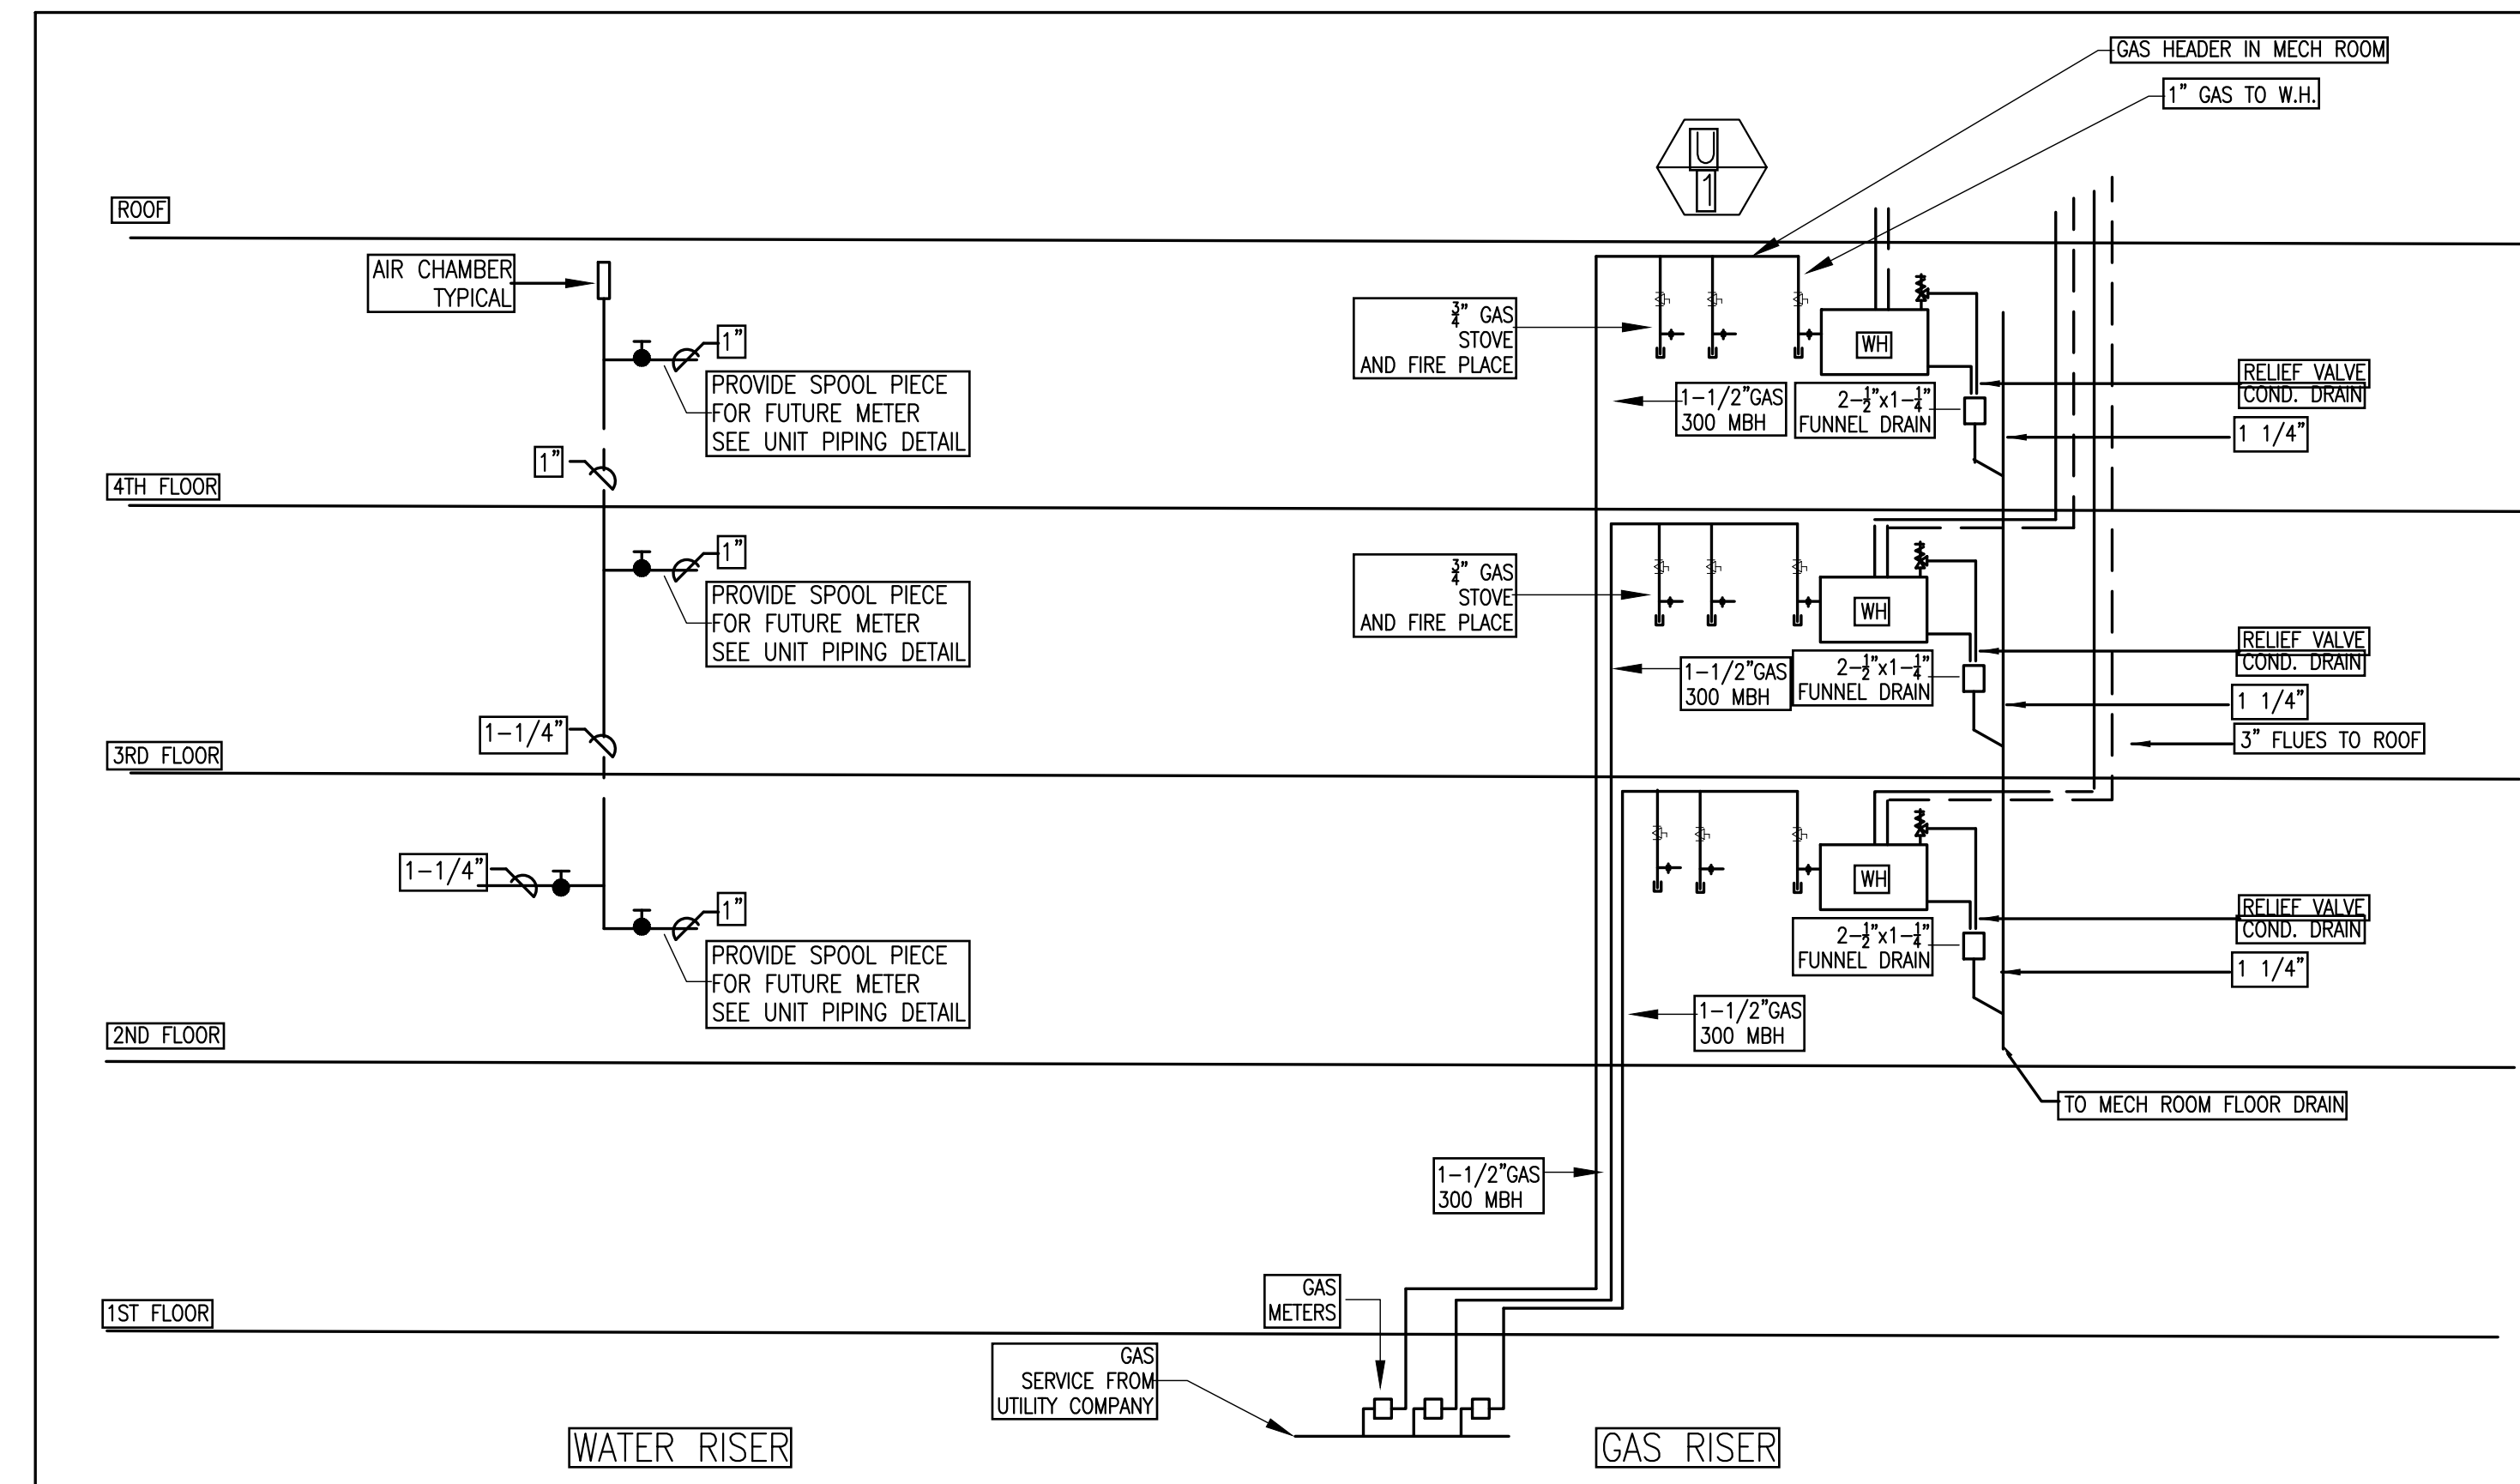 GAS HEADER IN MECH ROOM
1" GAS TO W.H.
U
1
ROOF
AIR CHAMBER
TYPICAL
1"
PROVIDE SPOOL PIECE
FOR FUTURE METER
SEE UNIT PIPING DETAIL
3/4" GAS
STOVE
AND FIRE PLACE
WH
1-1/2"GAS
300 MBH
2-1/2"x1-1/4"
FUNNEL DRAIN
RELIEF VALVE
COND. DRAIN
1 1/4"
1"
4TH FLOOR
1"
PROVIDE SPOOL PIECE
FOR FUTURE METER
SEE UNIT PIPING DETAIL
3/4" GAS
STOVE
AND FIRE PLACE
WH
1-1/2"GAS
300 MBH
2-1/2"x1-1/4"
FUNNEL DRAIN
RELIEF VALVE
COND. DRAIN
1 1/4"
3" FLUES TO ROOF
1-1/4"
3RD FLOOR
1-1/4"
1"
PROVIDE SPOOL PIECE
FOR FUTURE METER
SEE UNIT PIPING DETAIL
WH
2-1/2"x1-1/4"
FUNNEL DRAIN
RELIEF VALVE
COND. DRAIN
1 1/4"
1-1/2"GAS
300 MBH
2ND FLOOR
TO MECH ROOM FLOOR DRAIN
1-1/2"GAS
300 MBH
GAS
METERS
1ST FLOOR
GAS
SERVICE FROM
UTILITY COMPANY
WATER RISER
GAS RISER